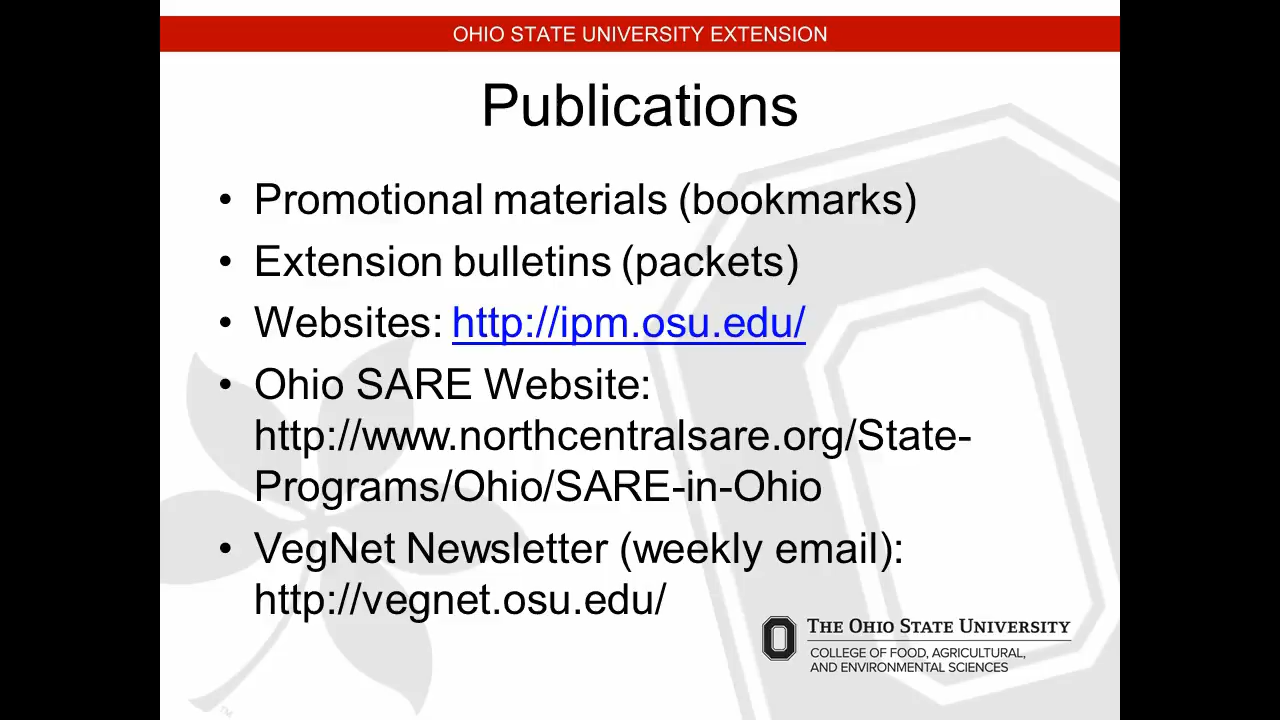 OHIO STATE UNIVERSITY EXTENSION
Publications
• Promotional materials (bookmarks)
• Extension bulletins (packets)
• Websites: http://ipm.osu.edu/
• Ohio SARE Website:
http://www.northcentralsare.org/State-
Programs/Ohio/SARE-in-Ohio
• VegNet Newsletter (weekly email):
http://vegnet.osu.edu/
THE OHIO STATE UNIVERSITY
COLLEGE OF FOOD, AGRICULTURAL,
AND ENVIRONMENTAL SCIENCES
TM